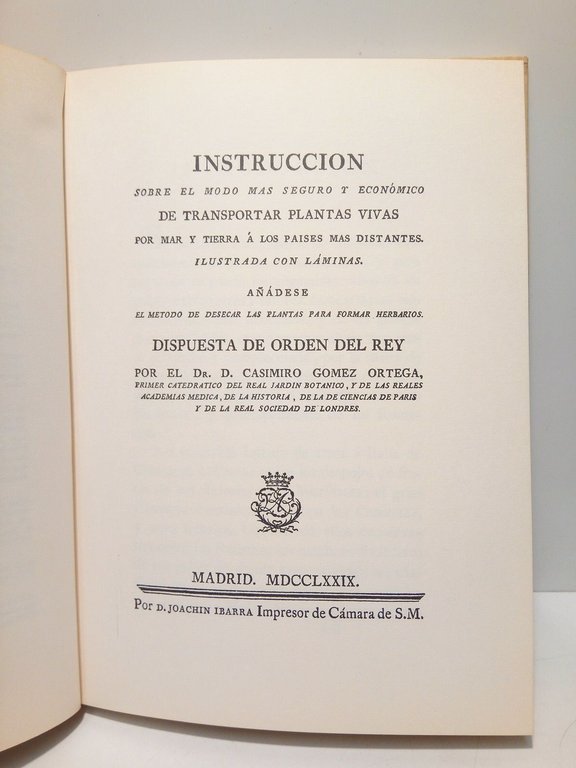 INSTRUCCION
SOBRE EL MODO MAS SEGURO Y ECONÓMICO
DE TRANSPORTAR PLANTAS VIVAS
POR MAR Y TIERRA Á LOS PAISES MAS DISTANTES.
ILUSTRADA CON LÁMINAS.
AÑÁDESE
EL METODO DE DESECAR LAS PLANTAS PARA FORMAR HERBARIOS.
DISPUESTA DE ORDEN DEL REY
POR EL DR. D. CASIMIRO GOMEZ ORTEGA,
PRIMER CATEDRATICO DEL REAL JARDIN BOTANICO, Y DE LAS REALES
ACADEMIAS MEDICA, DE LA HISTORIA, DE LA DE CIENCIAS DE PARIS
Y DE LA REAL SOCIEDAD DE LONDRES.
MADRID. MDCCLXXIX.
Por D. JOACHIN IBARRA Impresor de Cámara de S.M.